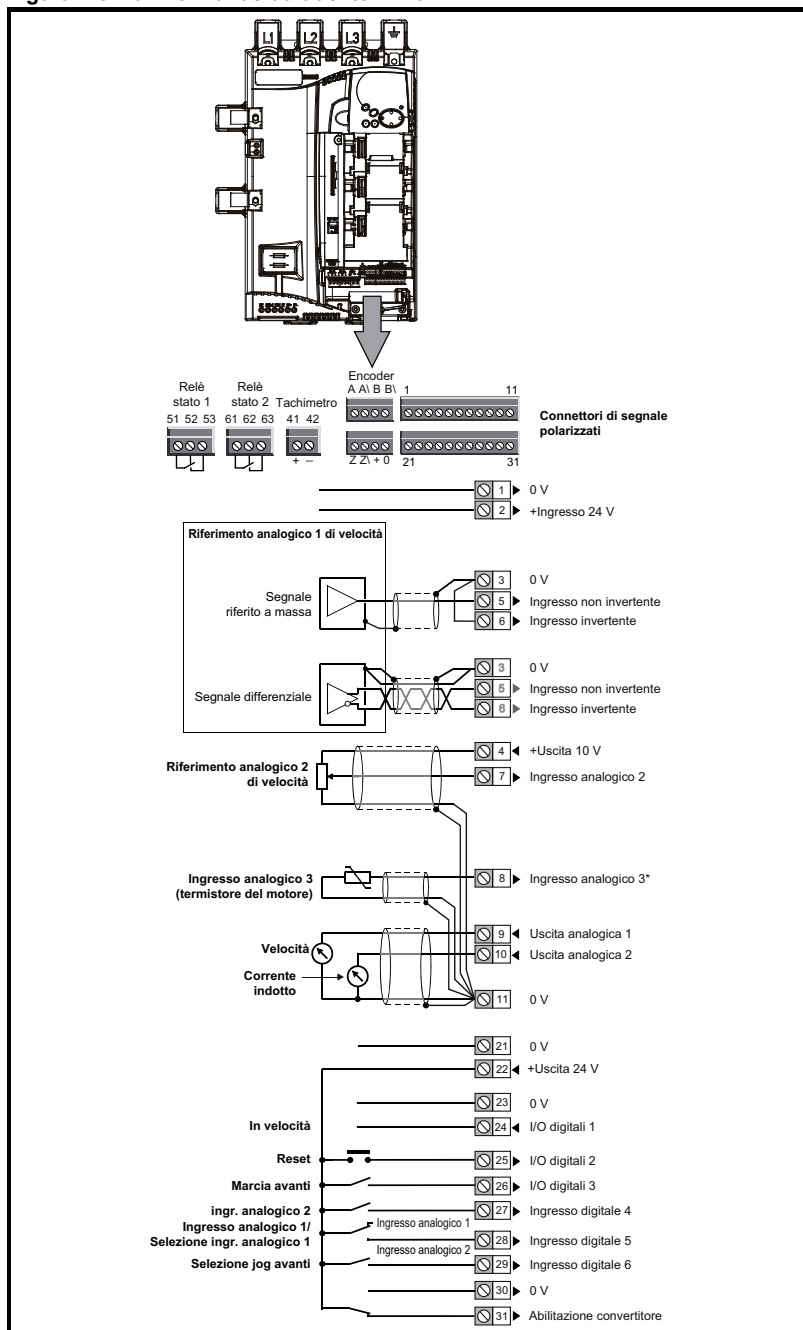 L1 L2 L3
Relè
stato 1
51 52 53
Relè
stato 2
61 62 63
Tachimetro
41 42
+ –
Encoder
A A\ B B\
1
11
Z Z\ + 0
21
31
Connettori di segnale
polarizzati
1 0 V
2 +Ingresso 24 V
Riferimento analogico 1 di velocità
Segnale
riferito a massa
3 0 V
5 Ingresso non invertente
6 Ingresso invertente
Segnale differenziale
3 0 V
5 Ingresso non invertente
6 Ingresso invertente
Riferimento analogico 2
di velocità
4 +Uscita 10 V
7 Ingresso analogico 2
Ingresso analogico 3
(termistore del motore)
8 Ingresso analogico 3*
Velocità
Corrente
indotto
9 Uscita analogica 1
10 Uscita analogica 2
11 0 V
21 0 V
22 +Uscita 24 V
23 0 V
In velocità
24 I/O digitali 1
Reset
25 I/O digitali 2
Marcia avanti
26 I/O digitali 3
ingr. analogico 2
27 Ingresso digitale 4
Ingresso analogico 1/
Selezione ingr. analogico 1
Ingresso analogico 1
28 Ingresso digitale 5
Ingresso analogico 2
Selezione jog avanti
29 Ingresso digitale 6
30 0 V
31 Abilitazione convertitore